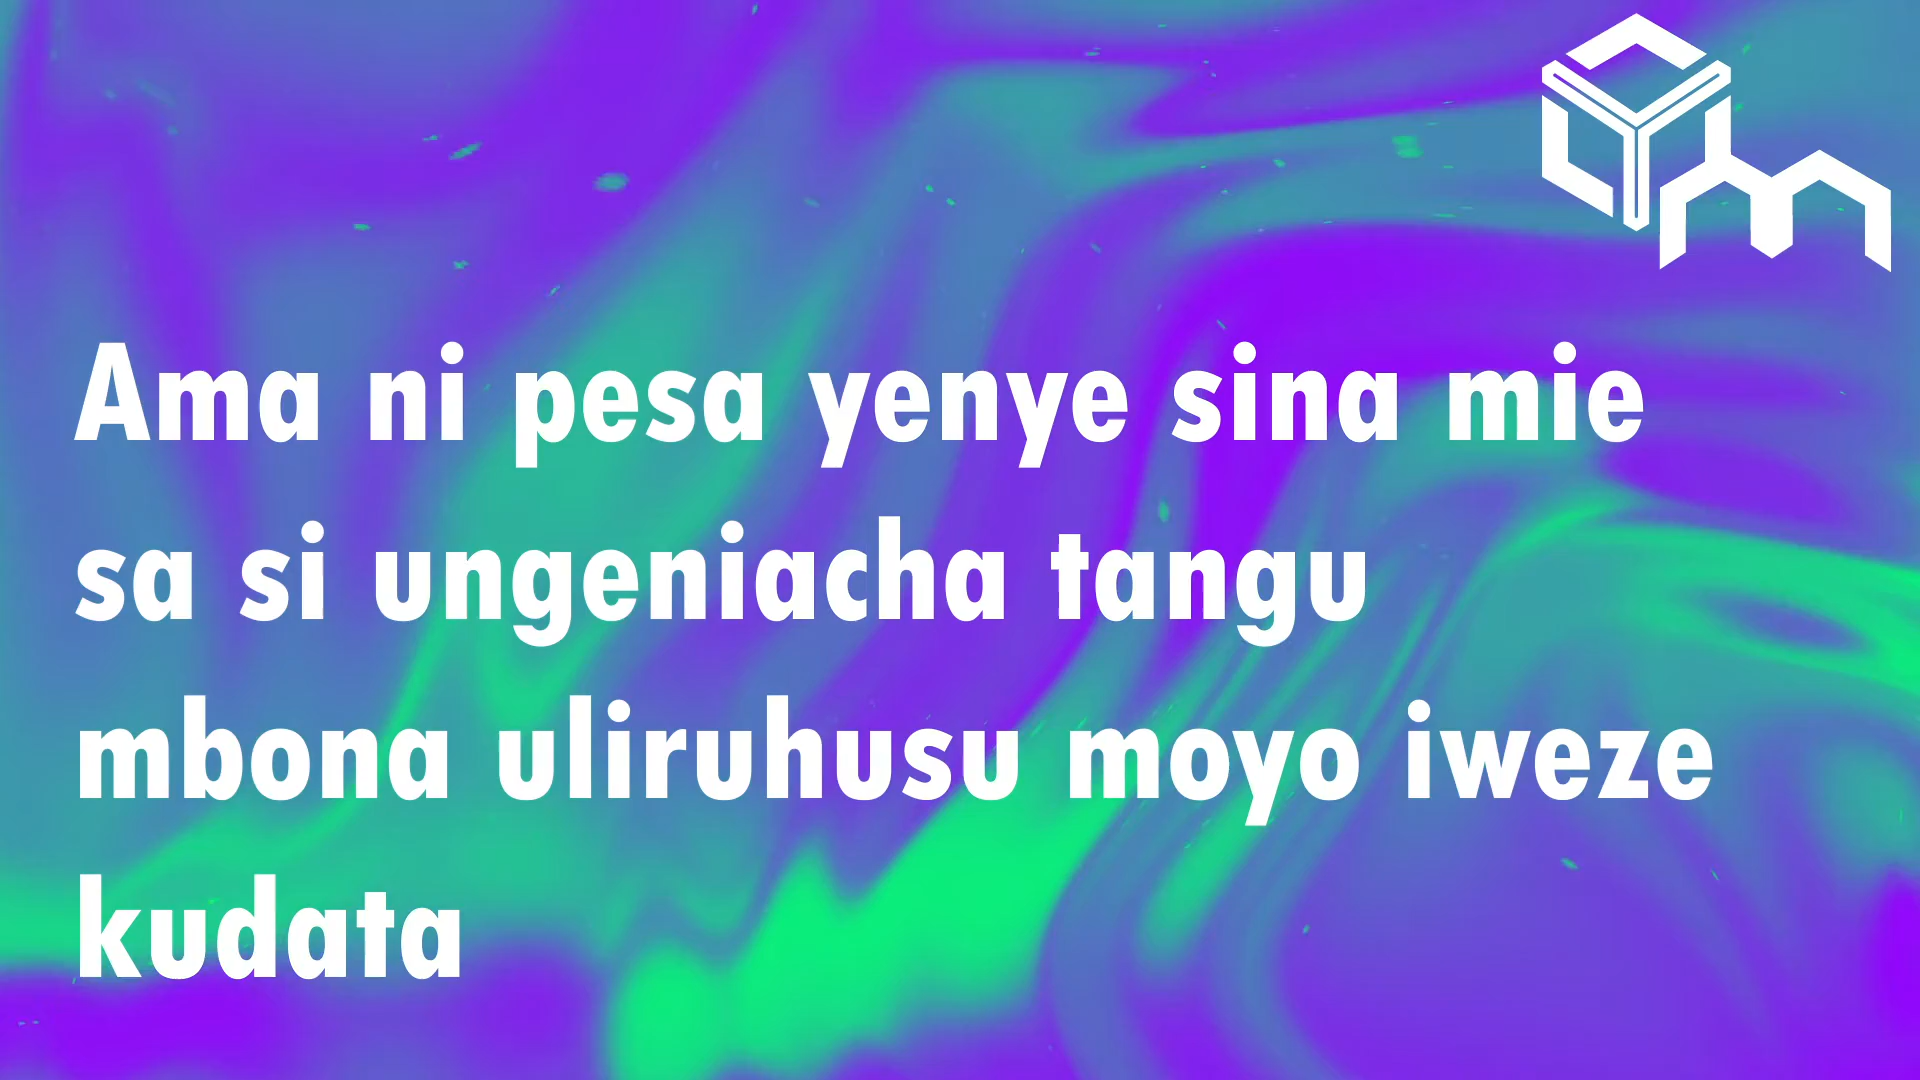 Ama ni pesa yenye sina mie
sa si ungeniacha tangu
mbona uliruhusu moyo iweze
kudata